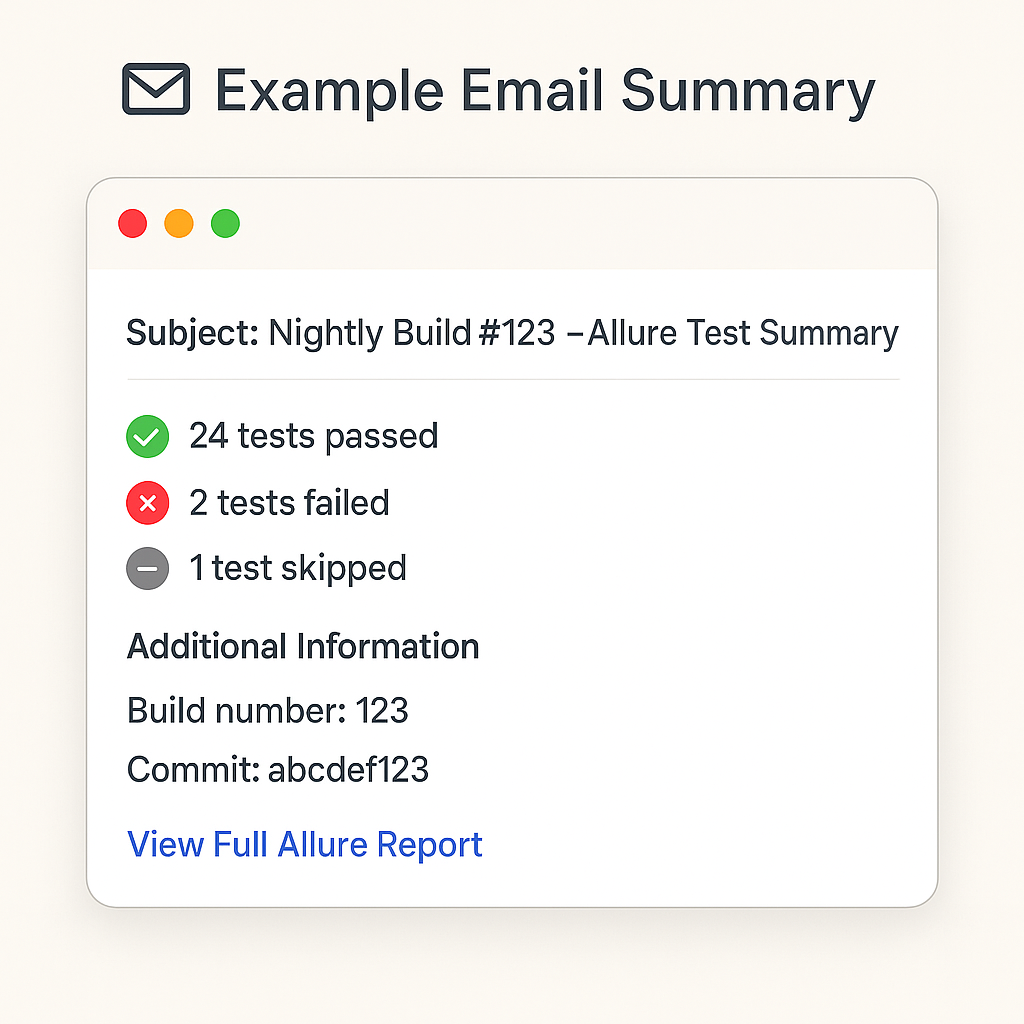 Example Email Summary
Subject: Nightly Build #123 –Allure Test Summary
24 tests passed
2 tests failed
1 test skipped
Additional Information
Build number: 123
Commit: abcdef123
View Full Allure Report